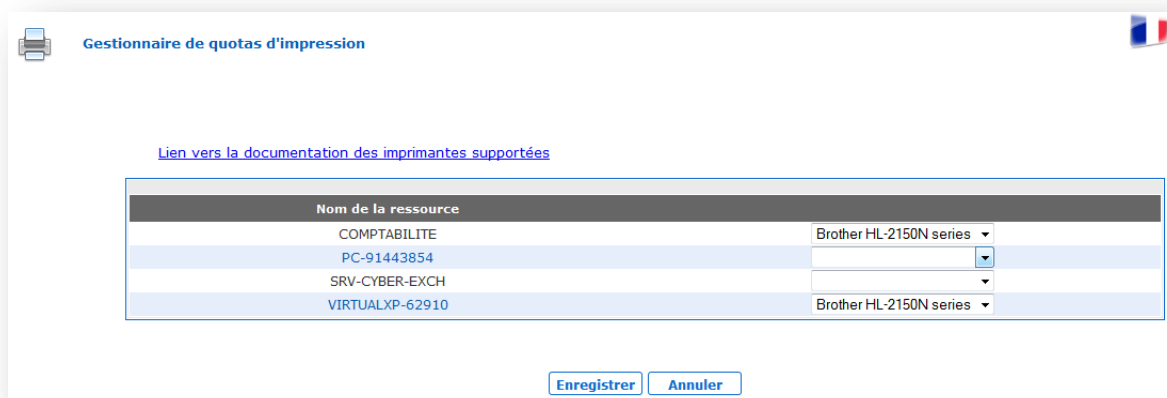 Gestionnaire de quotas d'impression
Lien vers la documentation des imprimantes supportées
Nom de la ressource
COMPTABILITE Brother HL-2150N series
PC-91443854
SRV-CYBER-EXCH
VIRTUALXP-62910 Brother HL-2150N series
Enregistrer Annuler